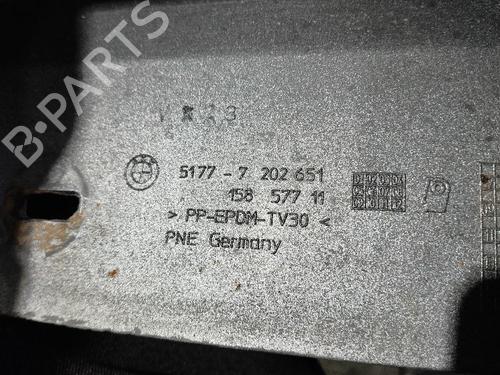 B-PARTS
5177 - 7 202 651
158 577 11
> PP-EPDM-TV30 <
PNE Germany